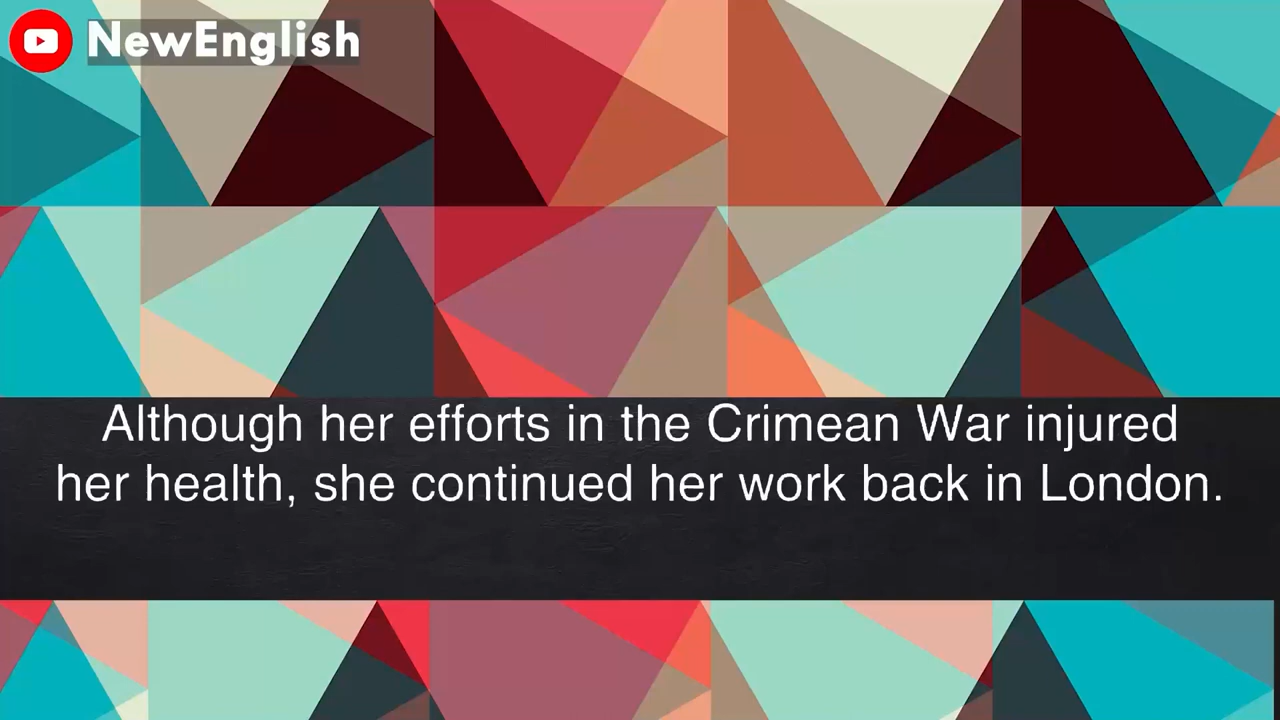 NewEnglish
Although her efforts in the Crimean War injured
her health, she continued her work back in London.